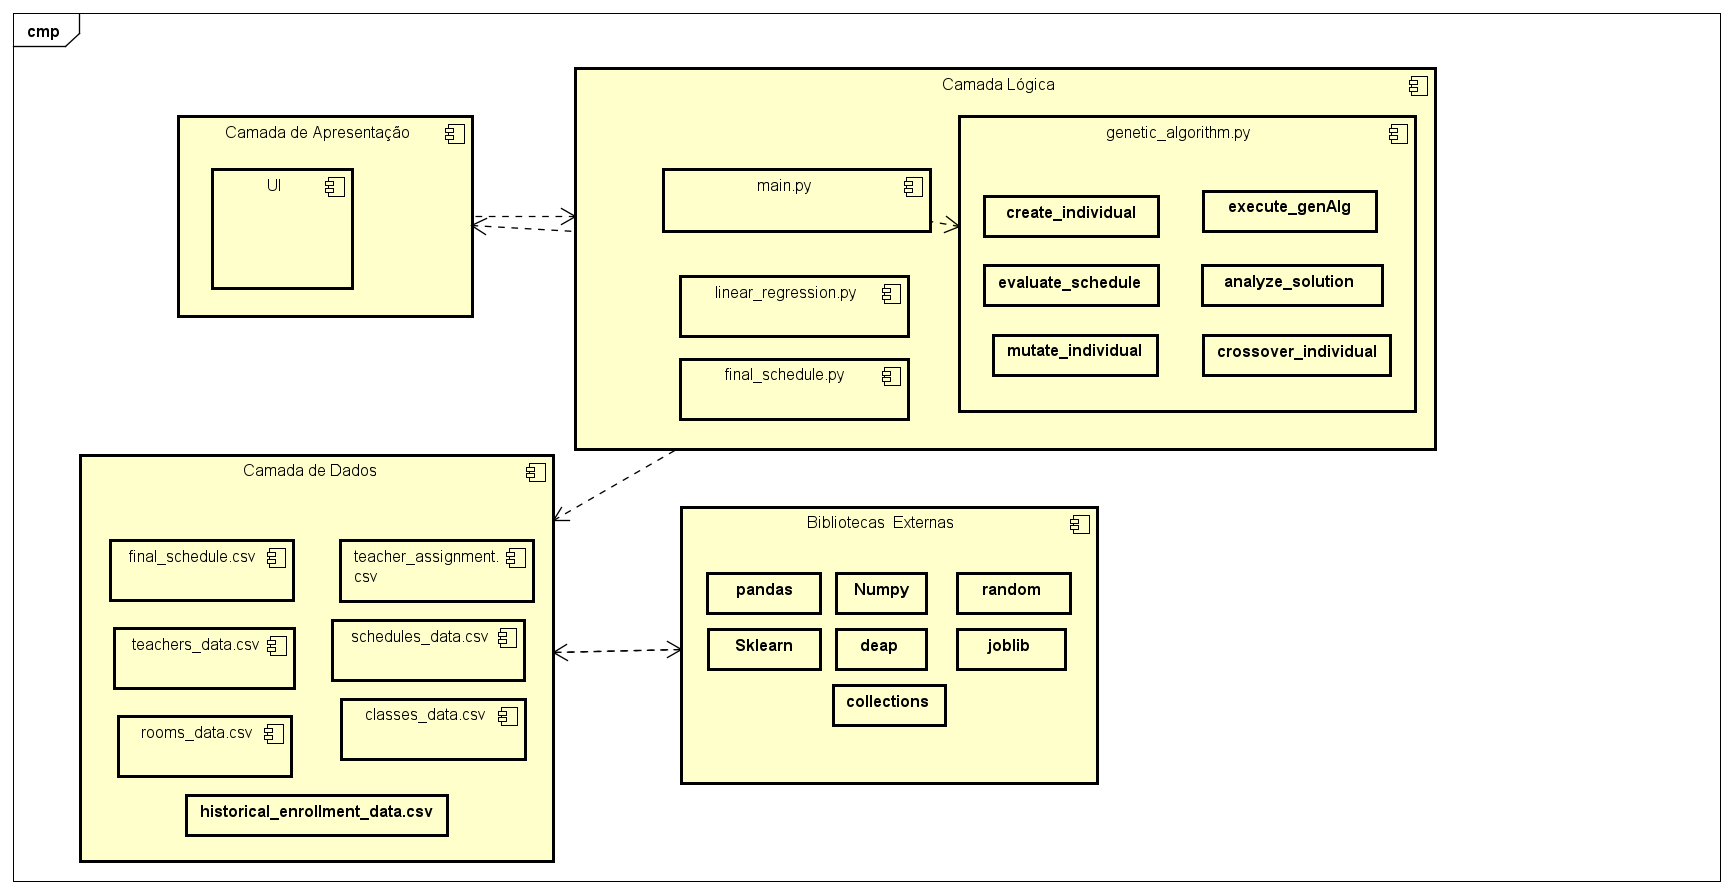 cmp
Camada de Apresentação
UI
Camada Lógica
main.py
linear_regression.py
final_schedule.py
genetic_algorithm.py
create_individual
execute_genAlg
evaluate_schedule
analyze_solution
mutate_individual
crossover_individual
Camada de Dados
final_schedule.csv
teacher_assignment.
csv
teachers_data.csv
schedules_data.csv
rooms_data.csv
classes_data.csv
historical_enrollment_data.csv
Bibliotecas Externas
pandas
Numpy
random
Sklearn
deap
joblib
collections